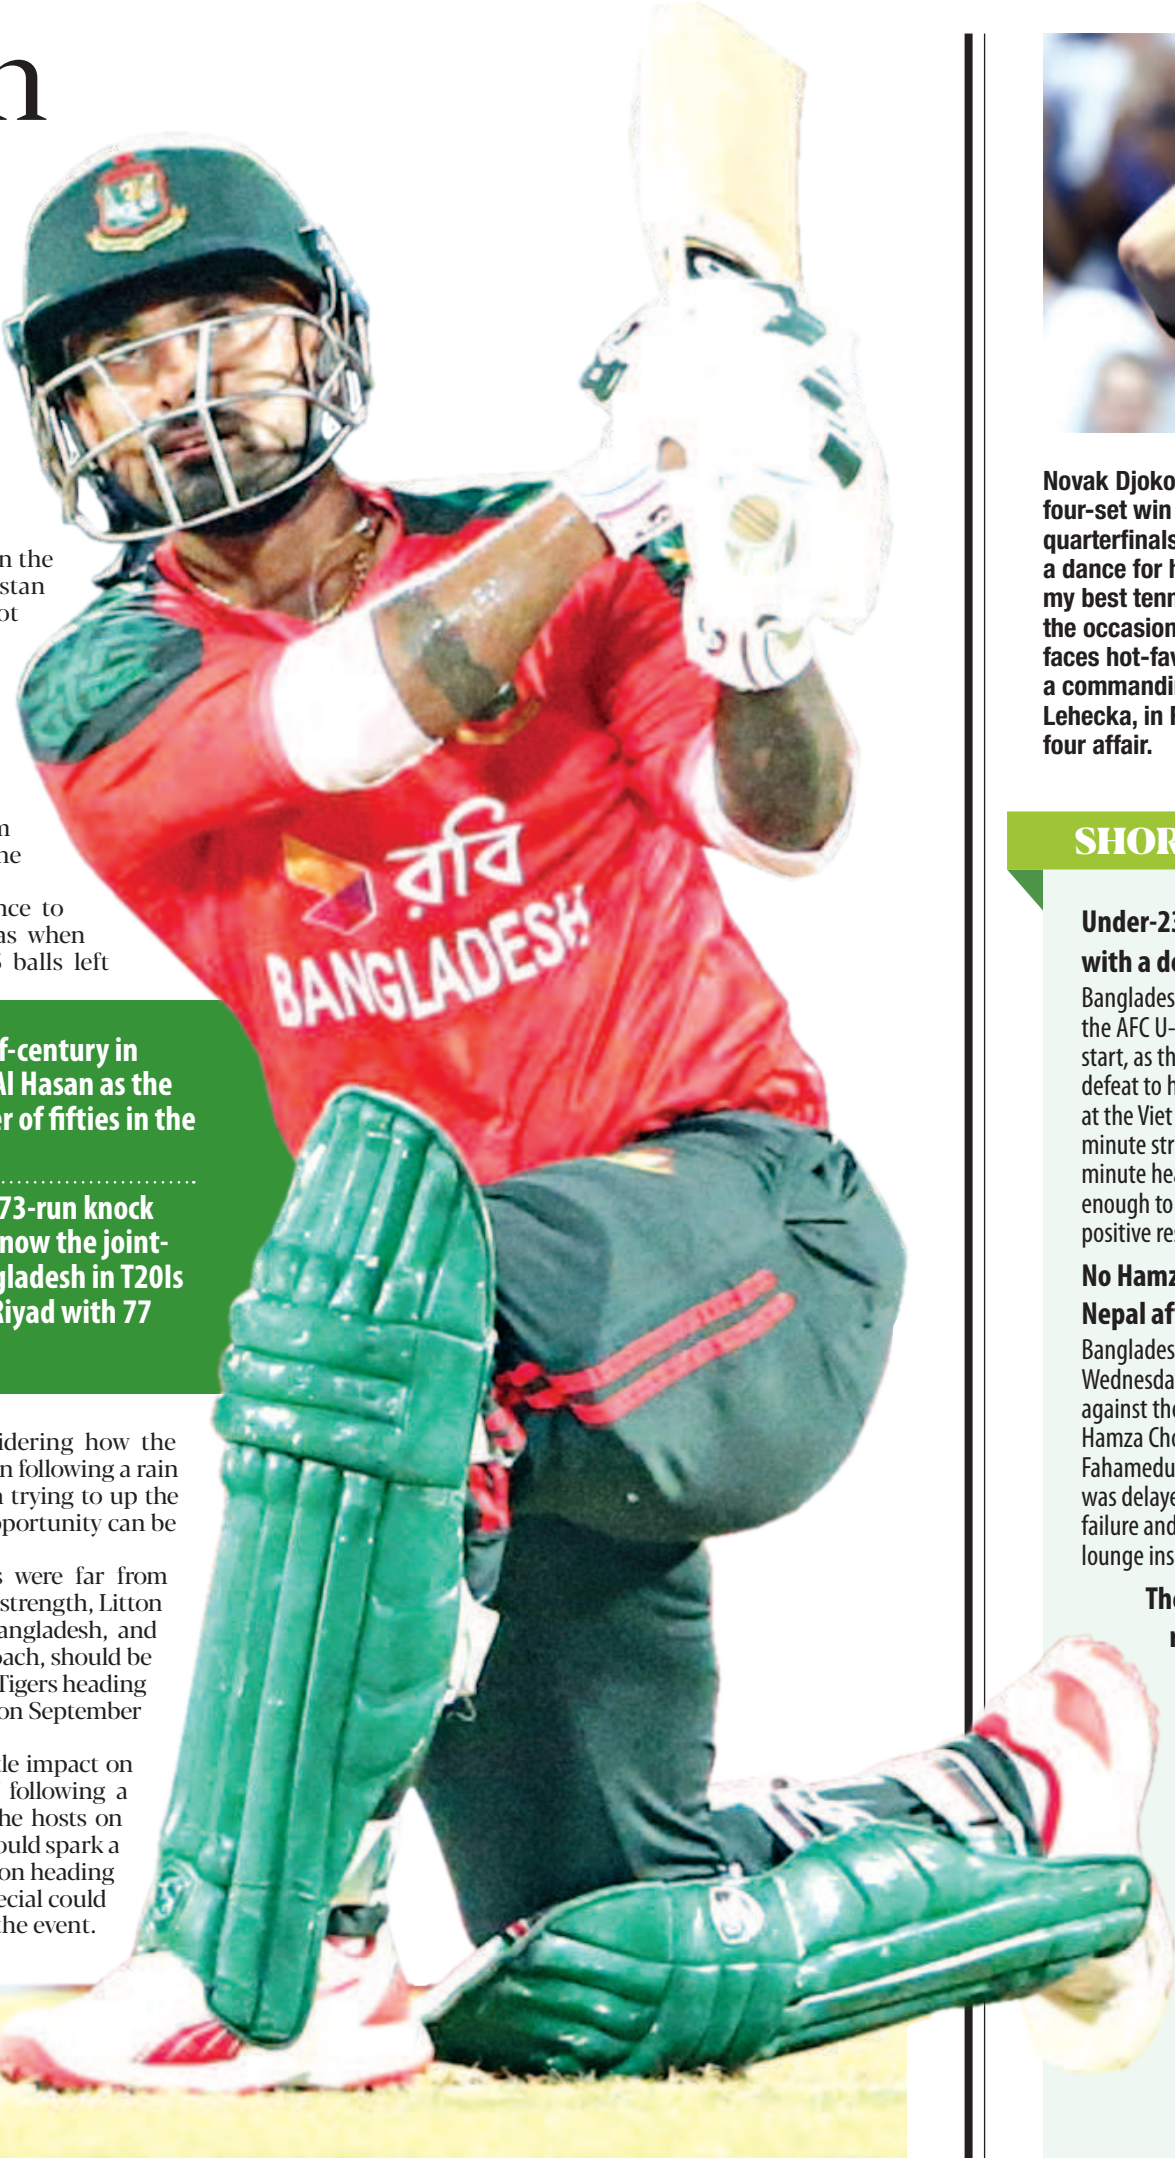 n the
stan
ot
n
ne
nce to
as when
balls left
f-century in
Al Hasan as the
er of fifties in the
73-run knock
now the joint-
gladesh in T20Is
Riyad with 77
idering how the
n following a rain
n trying to up the
pportunity can be
s were far from
strength, Litton
angladesh, and
oach, should be
Tigers heading
on September
tle impact on
following a
he hosts on
ould spark a
on heading
ecial could
the event.
রবি
BANGLADESH
Novak Djoko
four-set win
quarterfinals
a dance for h
my best tenn
the occasion
faces hot-fav
a commandi
Lehecka, in
four affair.
SHOR
Under-23
with a de
Banglades
the AFC U-
start, as th
defeat to h
at the Viet
minute str
minute hea
enough to
positive res
No Hamz
Nepal af
Banglades
Wednesda
against the
Hamza Cho
Fahamedu
was delaye
failure and
lounge ins
The